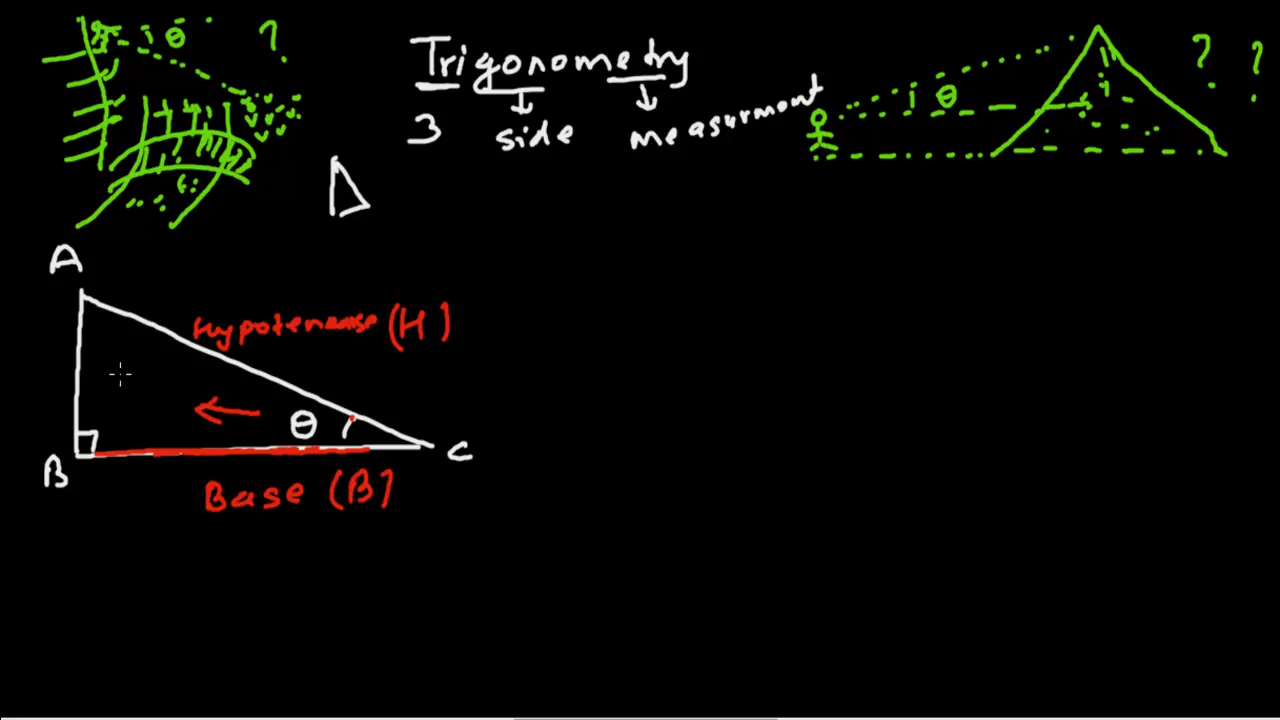 θ ?
Trigonometry
3 side measurment
θ ? ?
A
Hypotenuse (H)
θ
B C
Base (B)